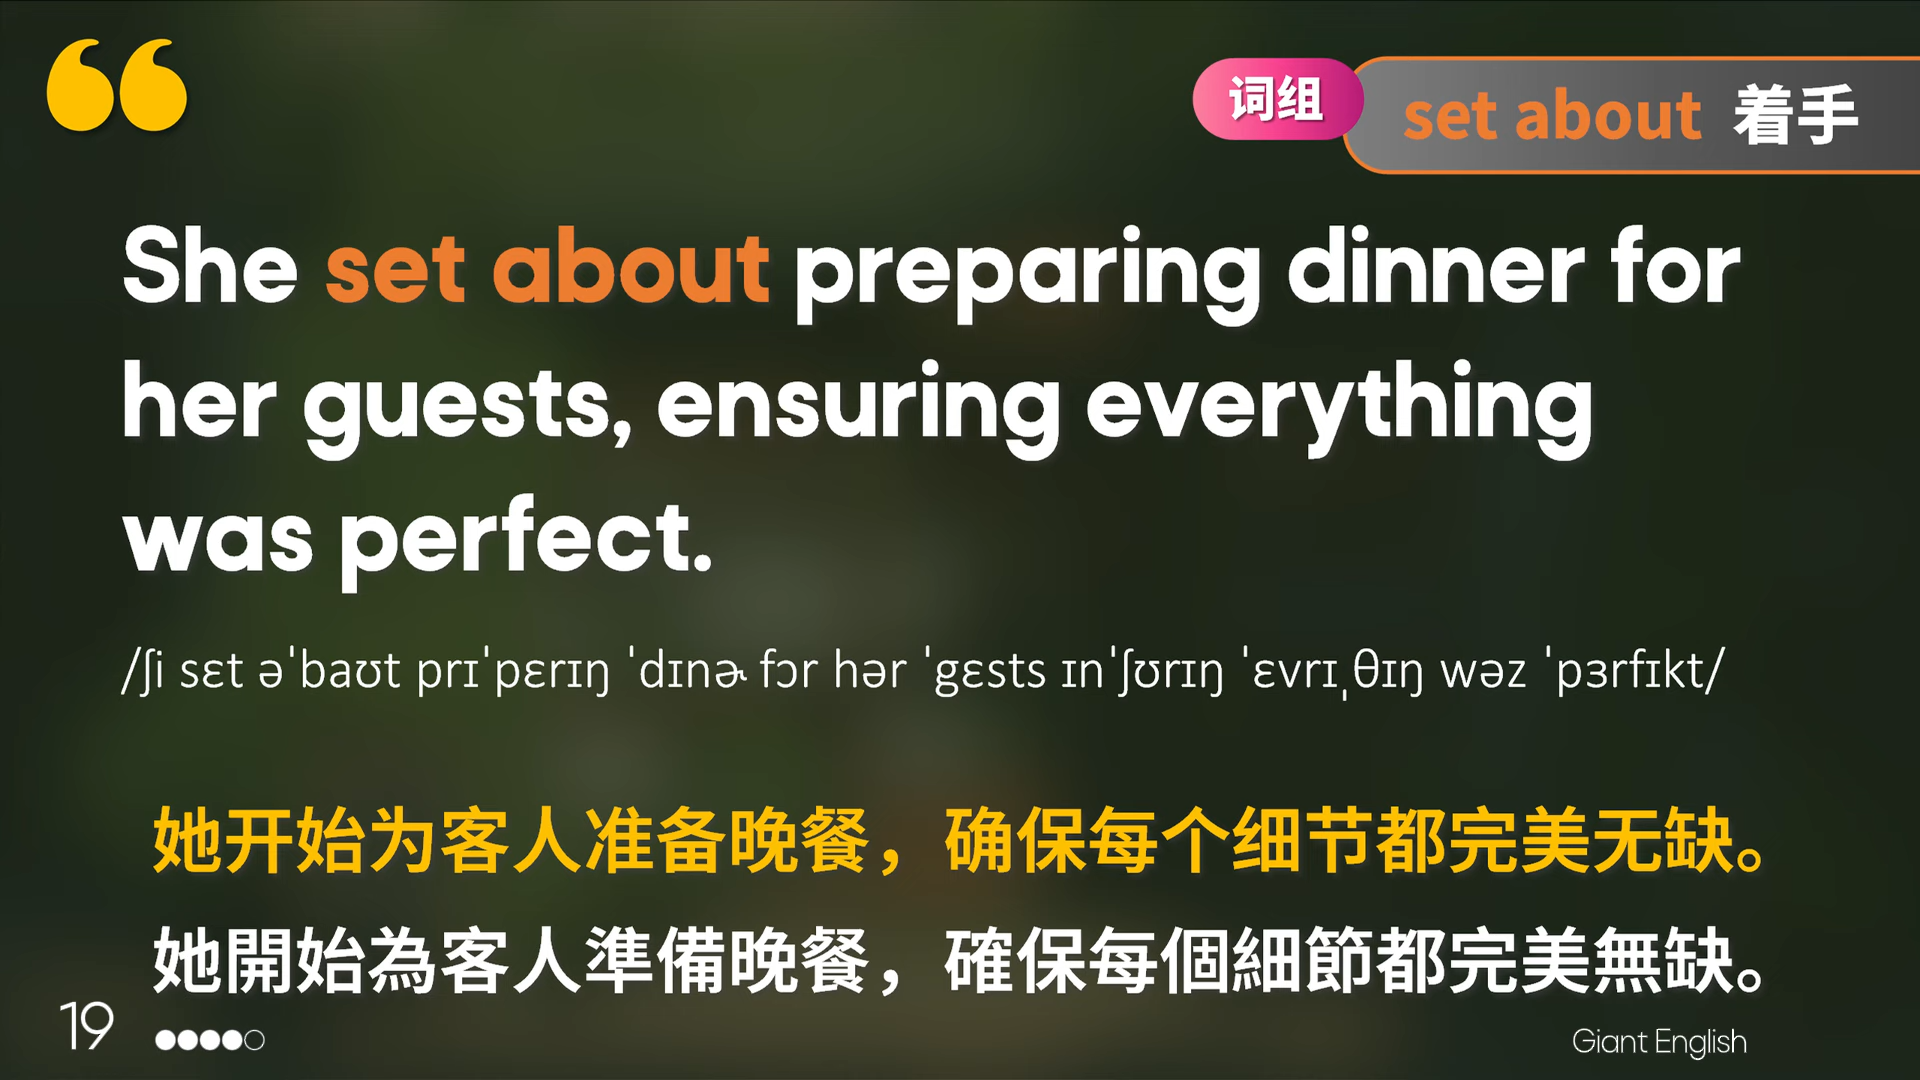 词组
set about 着手
She set about preparing dinner for
her guests, ensuring everything
was perfect.
/ʃi sɛt əˈbaʊt prɪˈpɛrɪŋ ˈdɪnɚ fɔr hər ˈgɛsts ɪnˈʃʊrɪŋ ˈɛvrɪˌθɪŋ wəz ˈpɜrfɪkt/
她开始为客人准备晚餐，确保每个细节都完美无缺。
她開始為客人準備晚餐，確保每個細節都完美無缺。
19
Giant English